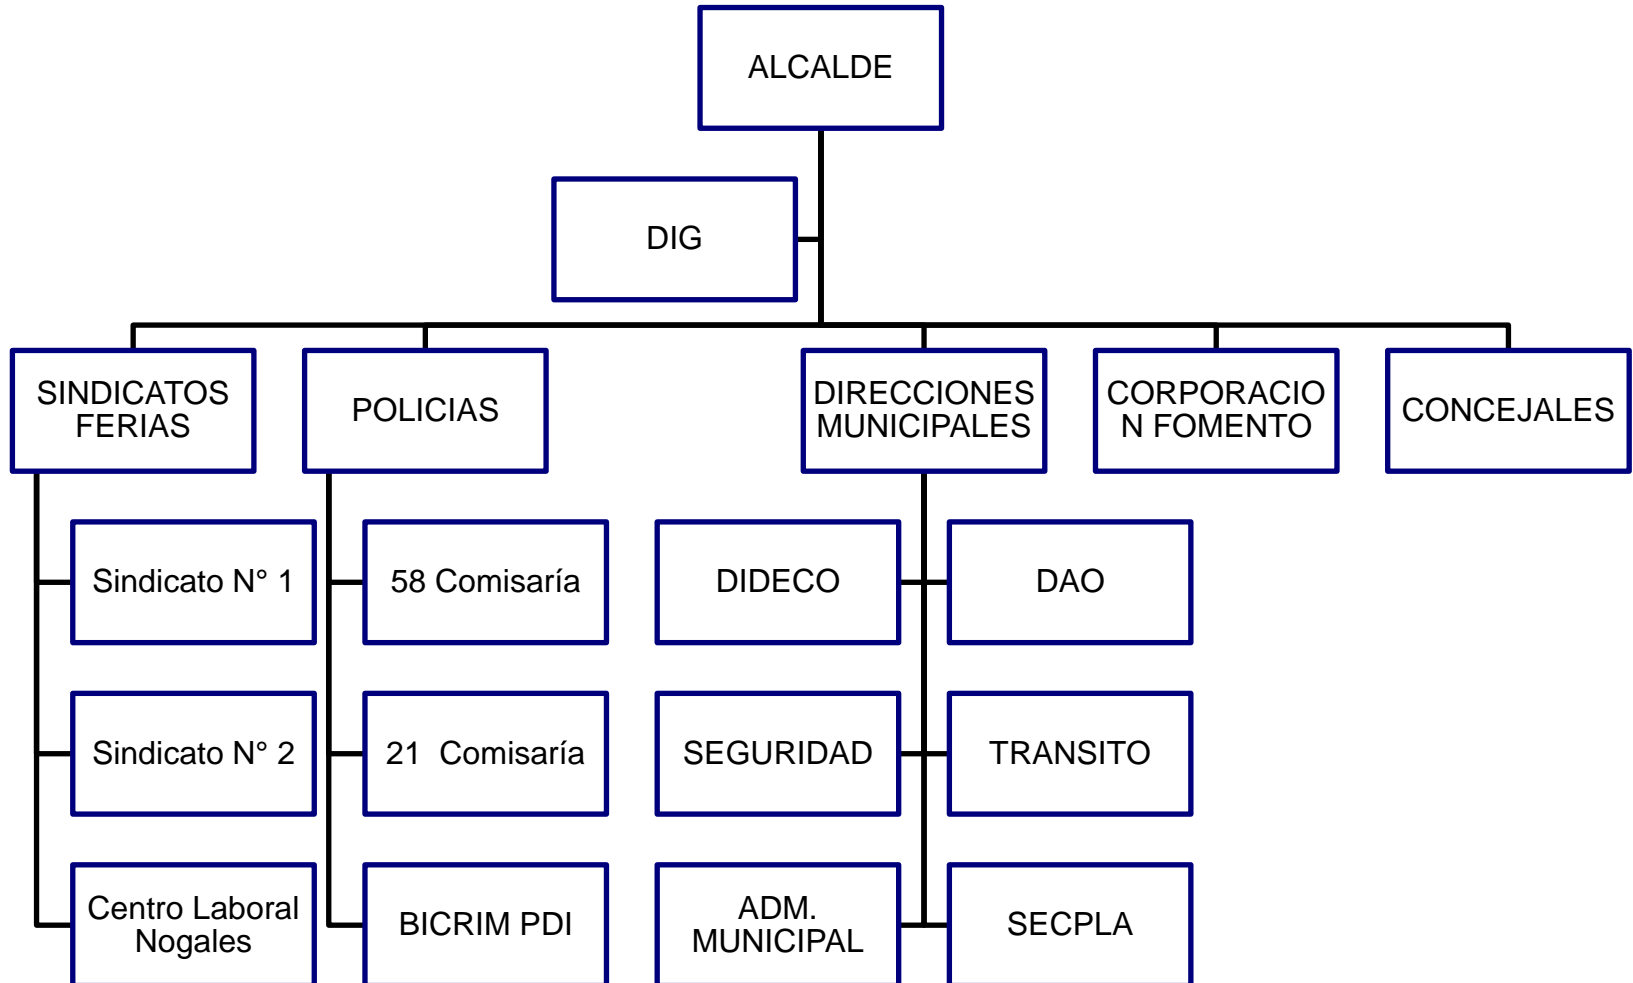 ALCALDE
DIG
SINDICATOS
FERIAS
POLICIAS
DIRECCIONES
MUNICIPALES
CORPORACIO
N FOMENTO
CONCEJALES
Sindicato N° 1
58 Comisaría
DIDECO
DAO
Sindicato N° 2
21  Comisaría
SEGURIDAD
TRANSITO
Centro Laboral
Nogales
BICRIM PDI
ADM.
MUNICIPAL
SECPLA